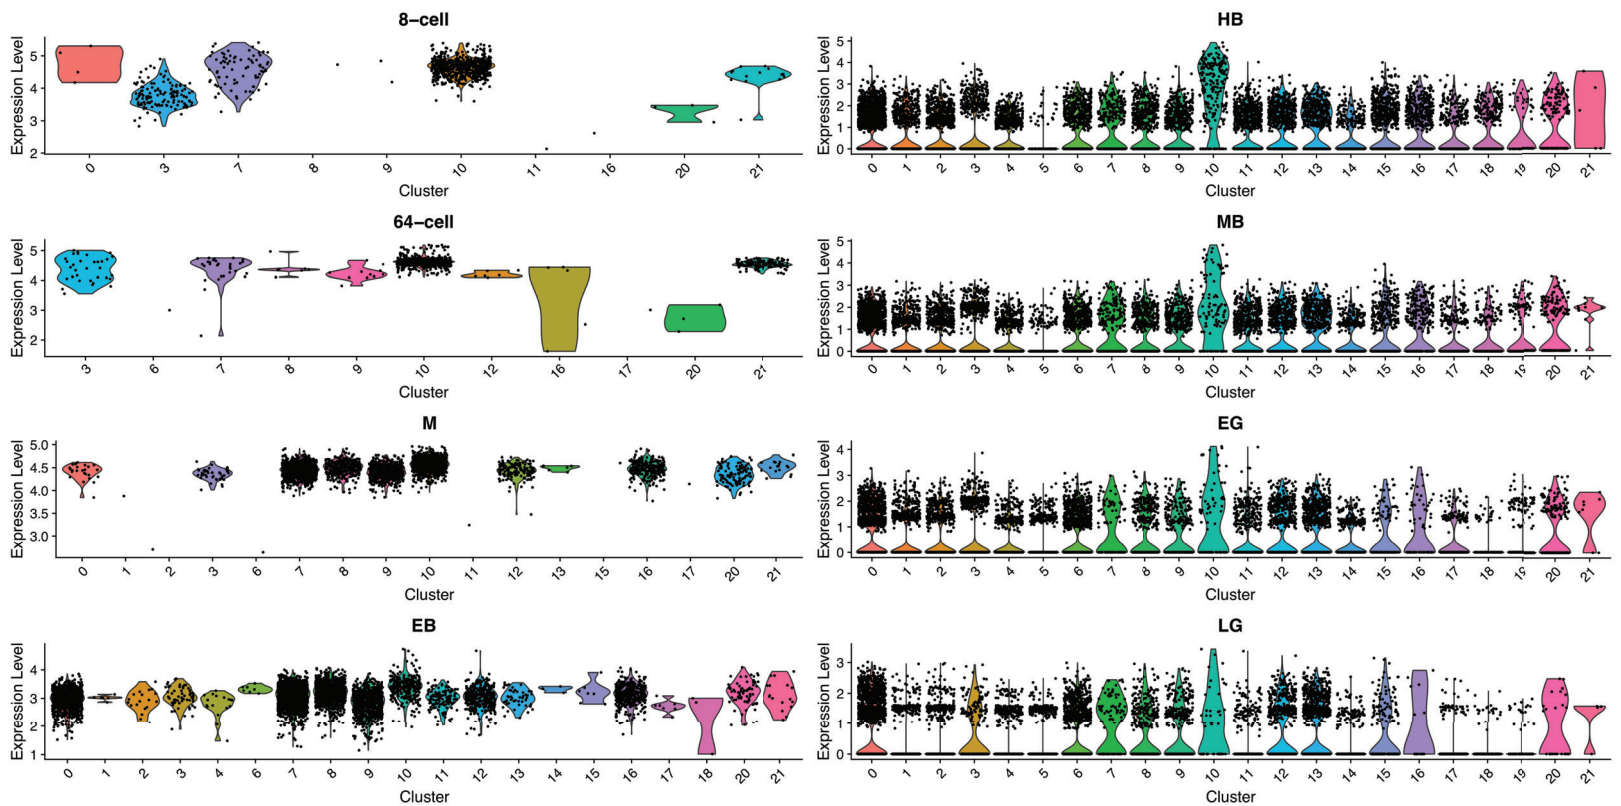 8-cell
Expression Level
5
4
3
2
0 3 7 8 9 10 11 16 20 21
Cluster
HB
Expression Level
5
4
3
2
1
0
0 1 2 3 4 5 6 7 8 9 10 11 12 13 14 15 16 17 18 19 20 21
Cluster
64-cell
Expression Level
5
4
3
2
3 6 7 8 9 10 12 16 17 20 21
Cluster
MB
Expression Level
5
4
3
2
1
0
0 1 2 3 4 5 6 7 8 9 10 11 12 13 14 15 16 17 18 19 20 21
Cluster
M
Expression Level
5.0
4.5
4.0
3.5
3.0
0 1 2 3 6 7 8 9 10 11 12 13 15 16 17 20 21
Cluster
EG
Expression Level
4
3
2
1
0
0 1 2 3 4 5 6 7 8 9 10 11 12 13 14 15 16 17 18 19 20 21
Cluster
EB
Expression Level
4
3
2
1
0 1 2 3 4 6 7 8 9 10 11 12 13 14 15 16 17 18 20 21
Cluster
LG
Expression Level
3
2
1
0
0 1 2 3 4 5 6 7 8 9 10 11 12 13 14 15 16 17 18 19 20 21
Cluster